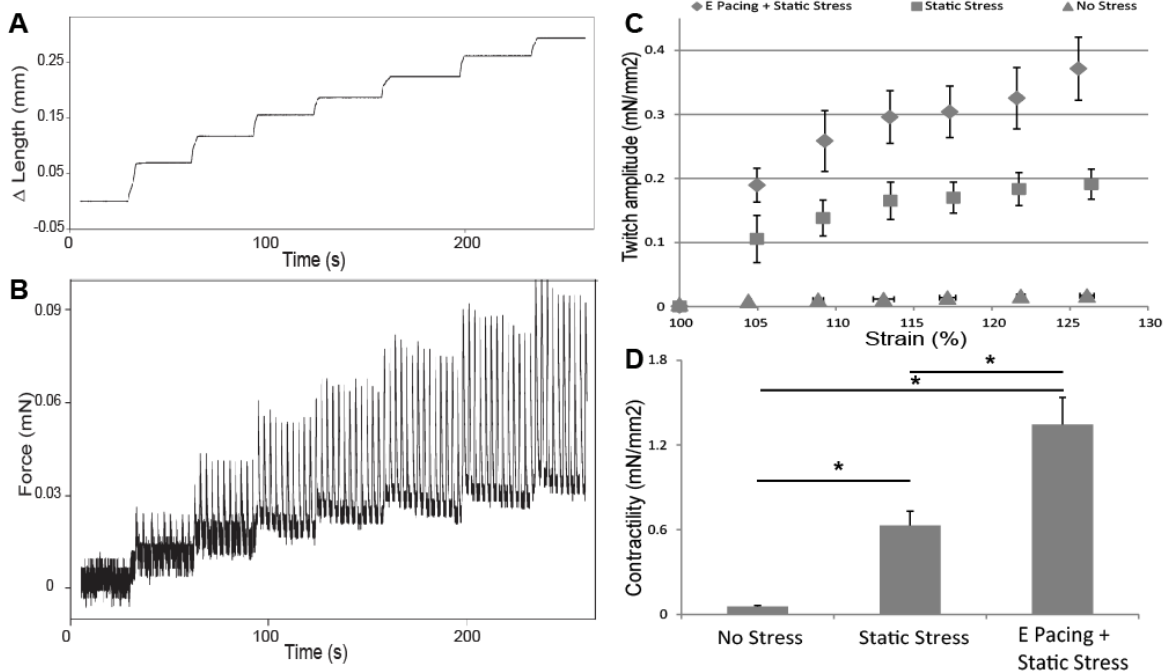 A
Δ Length (mm)
0.25
0.15
0.05
-0.05
0
100
200
Time (s)
B
Force (mN)
0.09
0.06
0.03
0
0
100
200
Time (s)
C
E Pacing + Static Stress
Static Stress
No Stress
Twitch amplitude (mN/mm2)
0.4
0.3
0.2
0.1
0
100
105
110
115
120
125
130
Strain (%)
D
Contractility (mN/mm2)
1.8
1.2
0.6
0
*
*
*
No Stress
Static Stress
E Pacing +
Static Stress